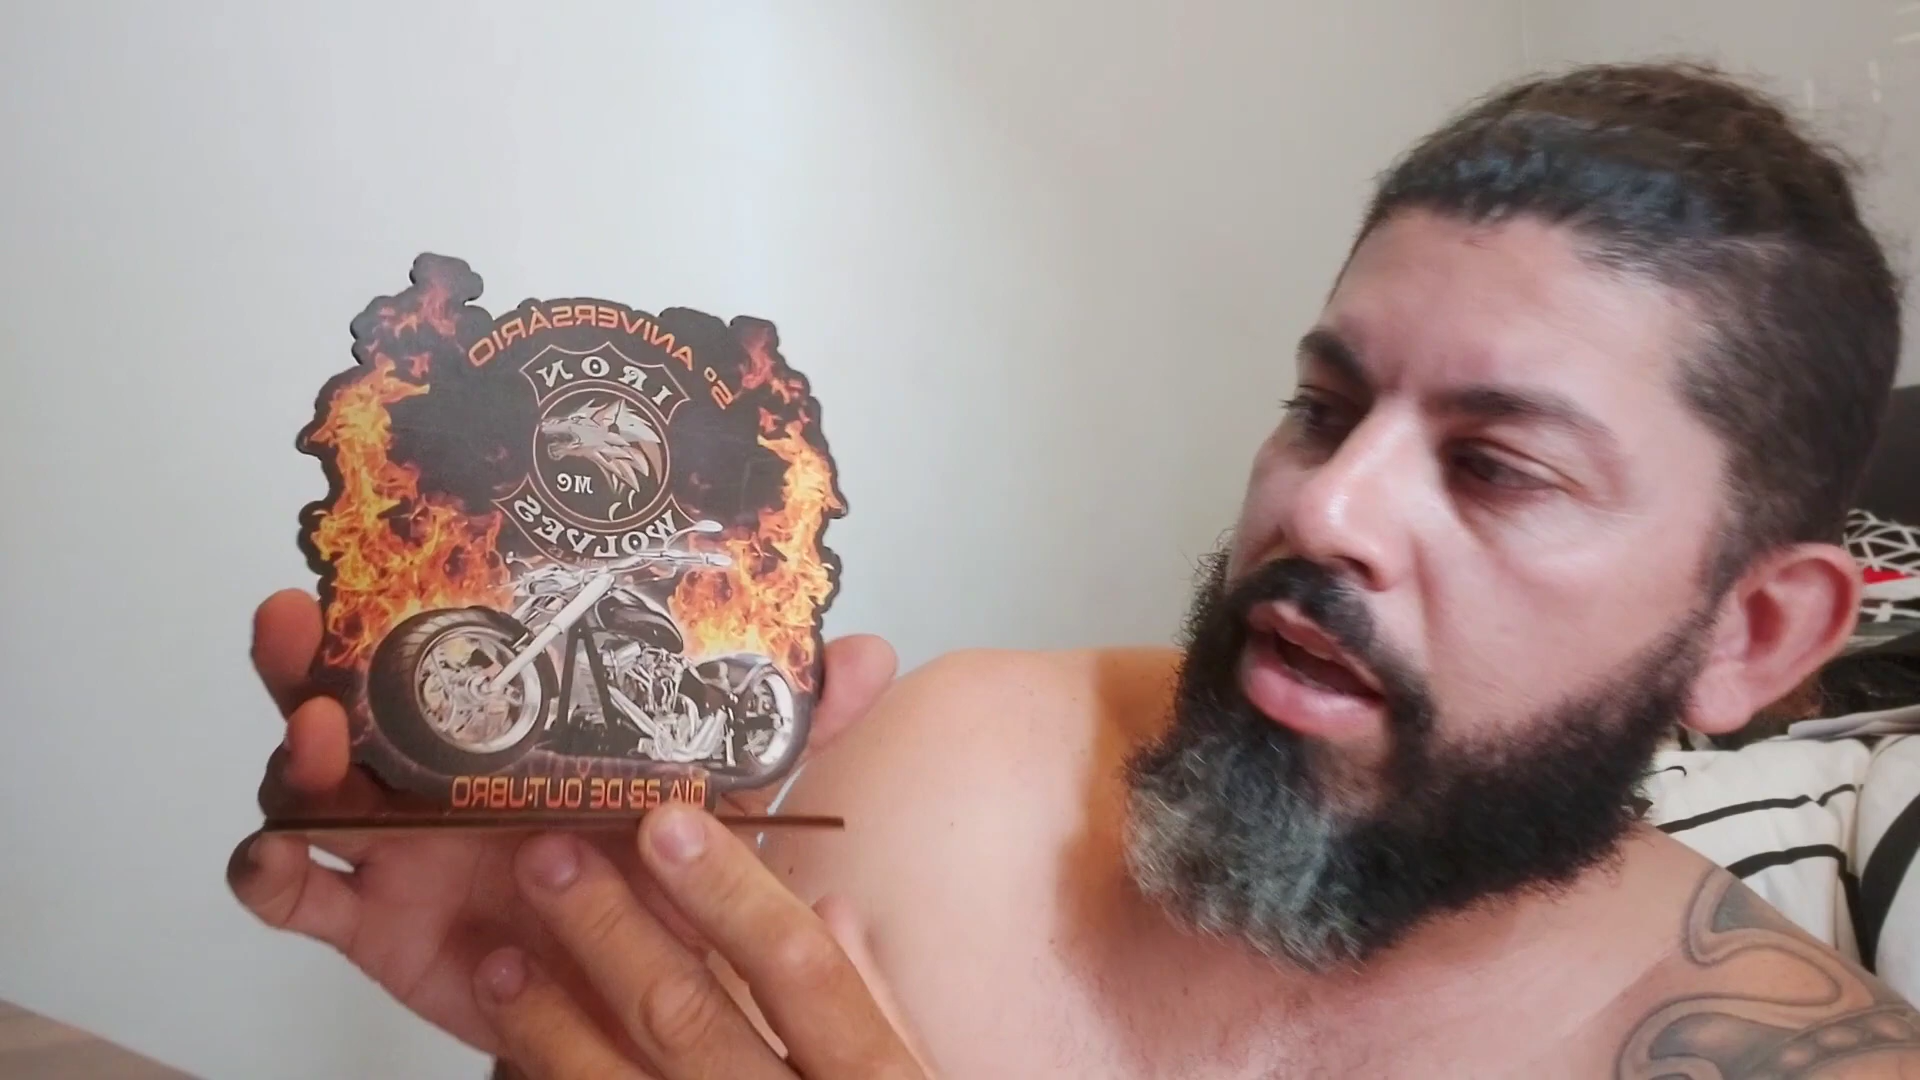 5º ANIVERSÁRIO
IRON
MC
WOLVES
DIA 22 DE OUTUBRO